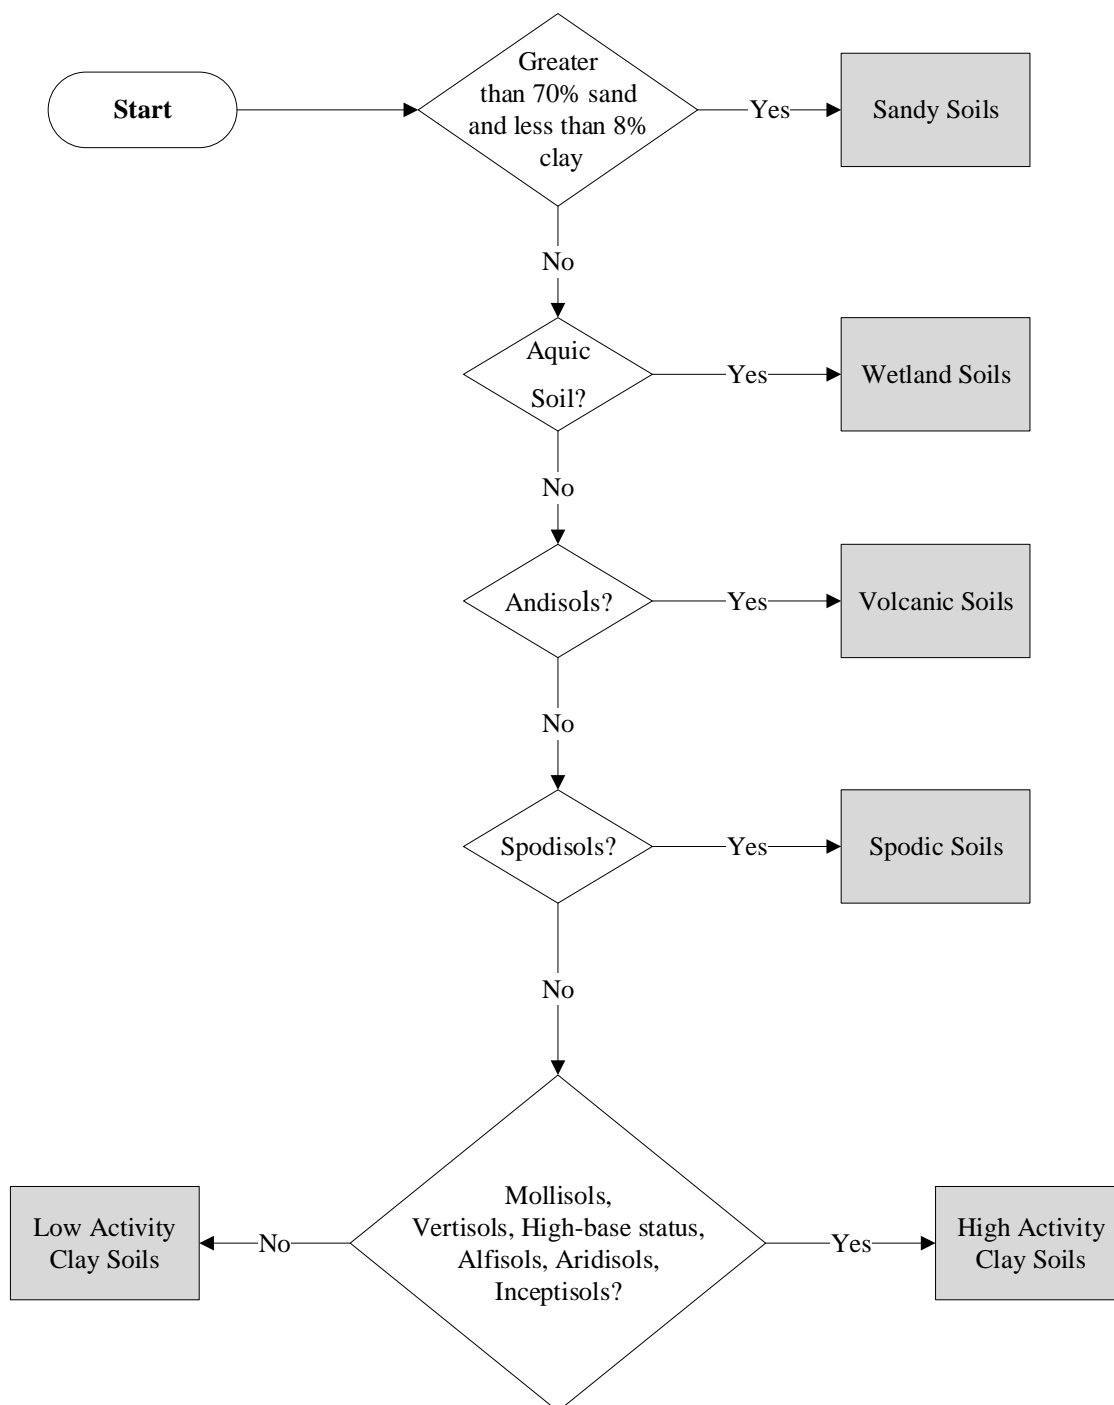 Start
Greater
than 70% sand
and less than 8%
clay
Yes
Sandy Soils
No
Aquic
Soil?
Yes
Wetland Soils
No
Andisols?
Yes
Volcanic Soils
No
Spodisols?
Yes
Spodic Soils
No
Mollisols,
Vertisols, High-base status,
Alfisols, Aridisols,
Inceptisols?
No
Low Activity
Clay Soils
Yes
High Activity
Clay Soils